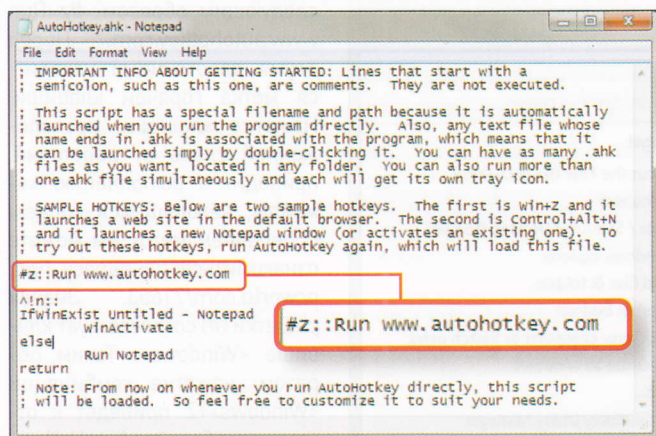 AutoHotkey.ahk - Notepad
File Edit Format View Help
; IMPORTANT INFO ABOUT GETTING STARTED: Lines that start with a
; semicolon, such as this one, are comments. They are not executed.
; This script has a special filename and path because it is automatically
; launched when you run the program directly. Also, any text file whose
; name ends in .ahk is associated with the program, which means that it
; can be launched simply by double-clicking it. You can have as many .ahk
; files as you want, located in any folder. You can also run more than
; one ahk file simultaneously and each will get its own tray icon.
; SAMPLE HOTKEYS: Below are two sample hotkeys. The first is Win+Z and it
; launches a web site in the default browser. The second is Control+Alt+N
; and it launches a new Notepad window (or activates an existing one). To
; try out these hotkeys, run AutoHotkey again, which will load this file.
#z::Run www.autohotkey.com
^!n::
IfWinExist Untitled - Notepad
WinActivate
else
Run Notepad
return
#z::Run www.autohotkey.com
; Note: From now on whenever you run AutoHotkey directly, this script
; will be loaded. So feel free to customize it to suit your needs.